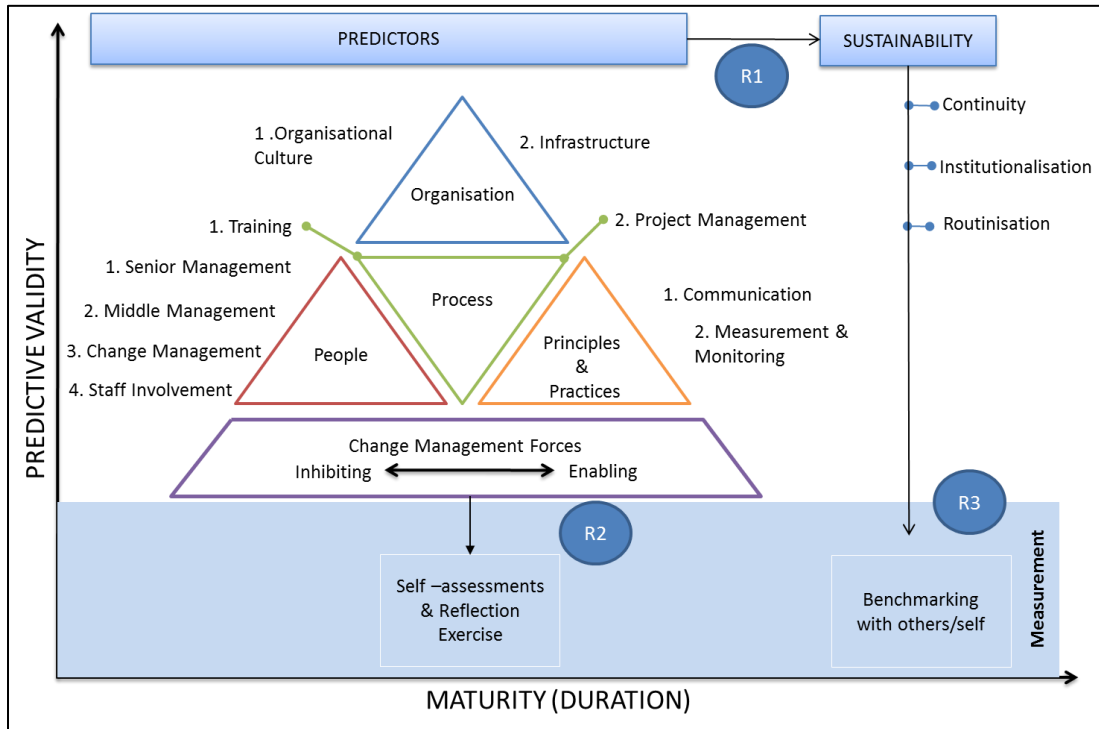 PREDICTORS
SUSTAINABILITY
R1
Continuity
Institutionalisation
Routinisation
1 .Organisational
Culture
2. Infrastructure
Organisation
1. Training
2. Project Management
1. Senior Management
2. Middle Management
3. Change Management
4. Staff Involvement
Process
People
Principles
&
Practices
1. Communication
2. Measurement &
Monitoring
Change Management Forces
Inhibiting
Enabling
R2
R3
Self –assessments
& Reflection
Exercise
Benchmarking
with others/self
Measurement
PREDICTIVE VALIDITY
MATURITY (DURATION)